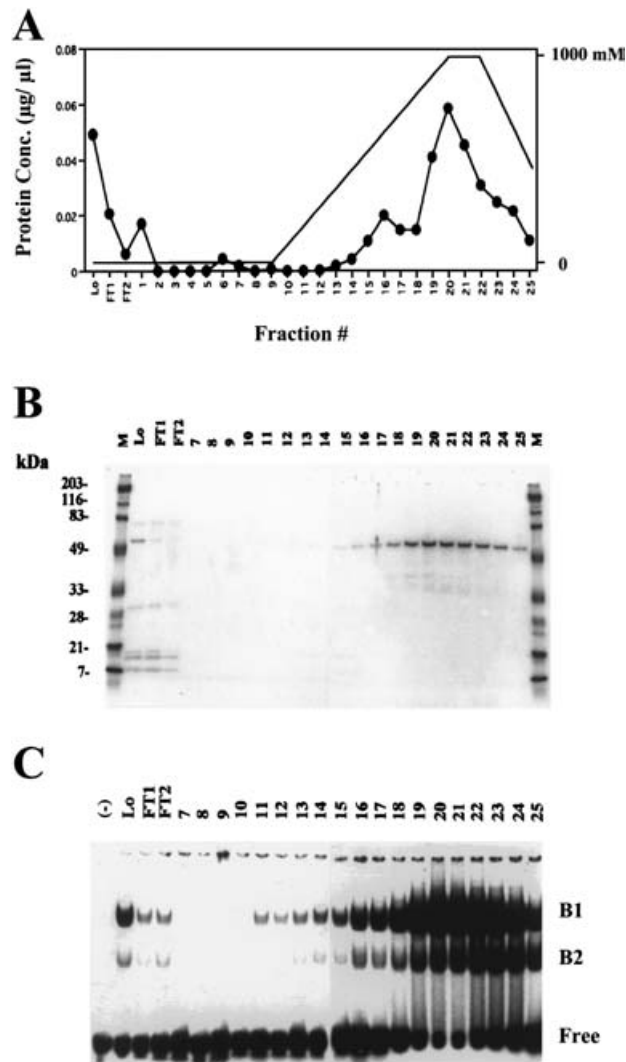 A
Protein Conc. (μg/ μl)
0.08
0.06
0.04
0.02
0
1000 mM
0
Lo FT1 FT2 1 2 3 4 5 6 7 8 9 10 11 12 13 14 15 16 17 18 19 20 21 22 23 24 25
Fraction #
B
kDa
M Lo FT1 FT2 7 8 9 10 11 12 13 14 15 16 17 18 19 20 21 22 23 24 25 M
203-
116-
83-
49-
33-
28-
21-
7-
C
(-) Lo FT1 FT2 7 8 9 10 11 12 13 14 15 16 17 18 19 20 21 22 23 24 25
B1
B2
Free